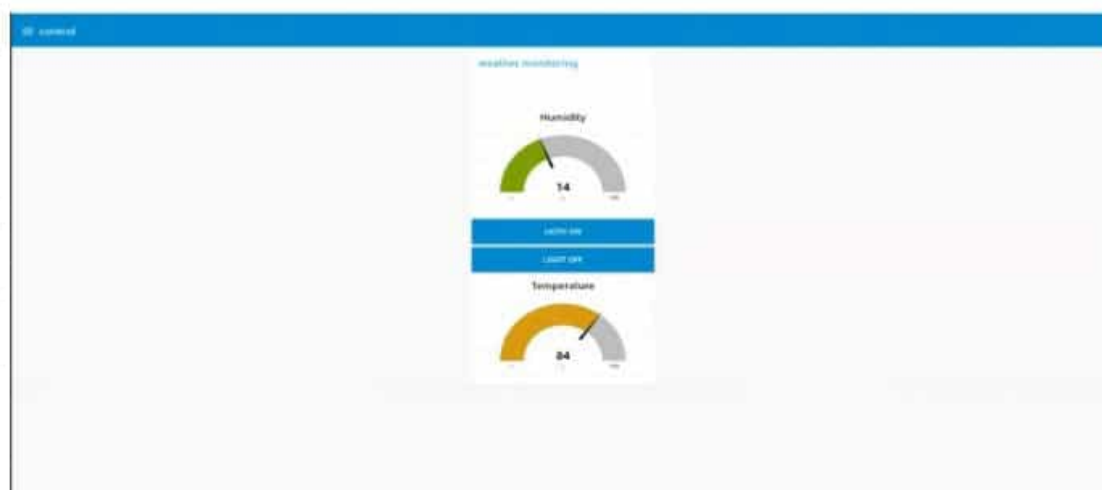 control
weather monitoring
Humidity
14
LIGHT ON
LIGHT OFF
Temperature
84